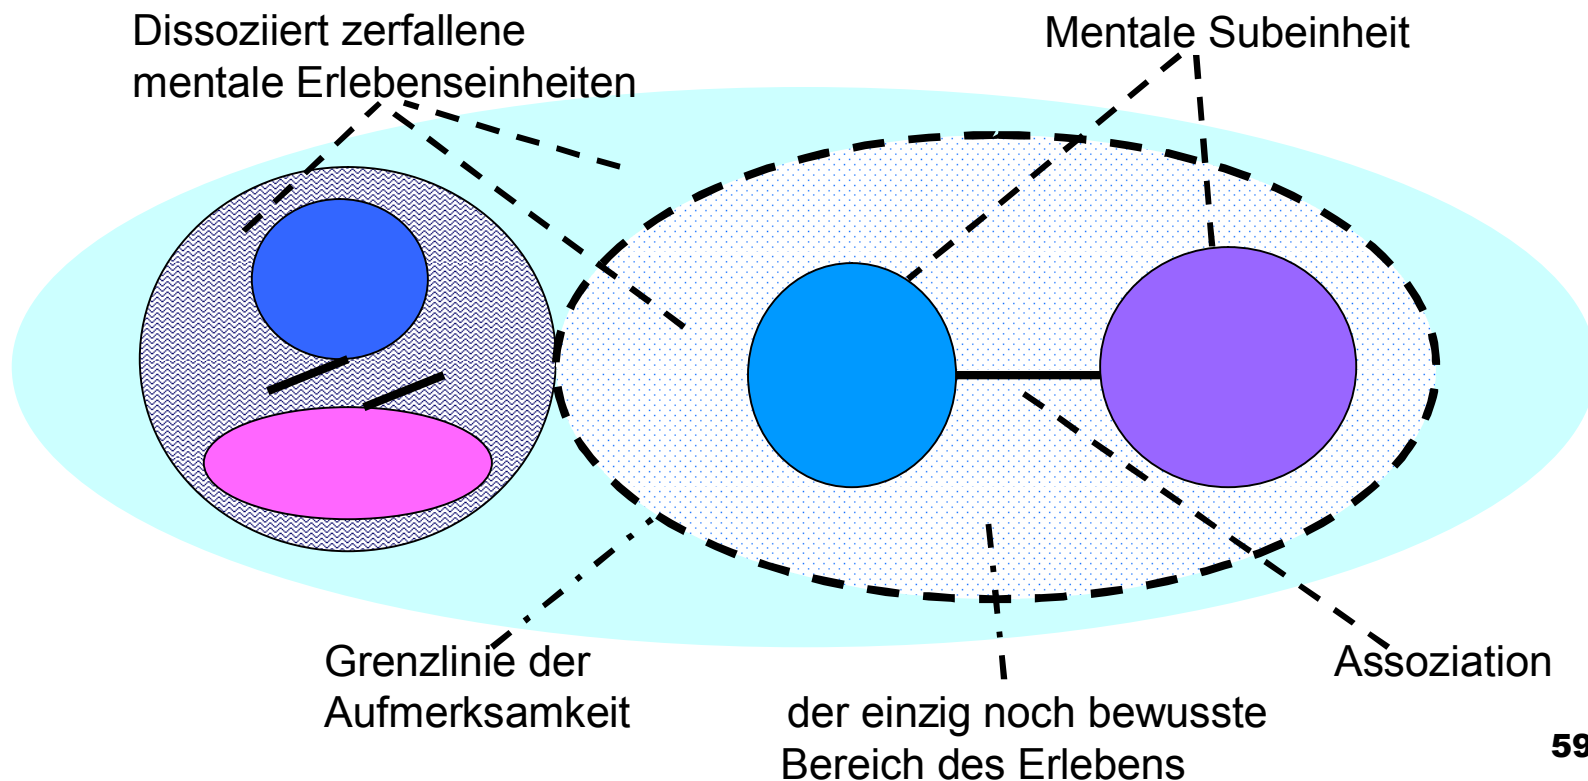 Dissoziiert zerfallene
mentale Erlebenseinheiten
Mentale Subeinheit
Grenzlinie der
Aufmerksamkeit
der einzig noch bewusste
Bereich des Erlebens
Assoziation
59